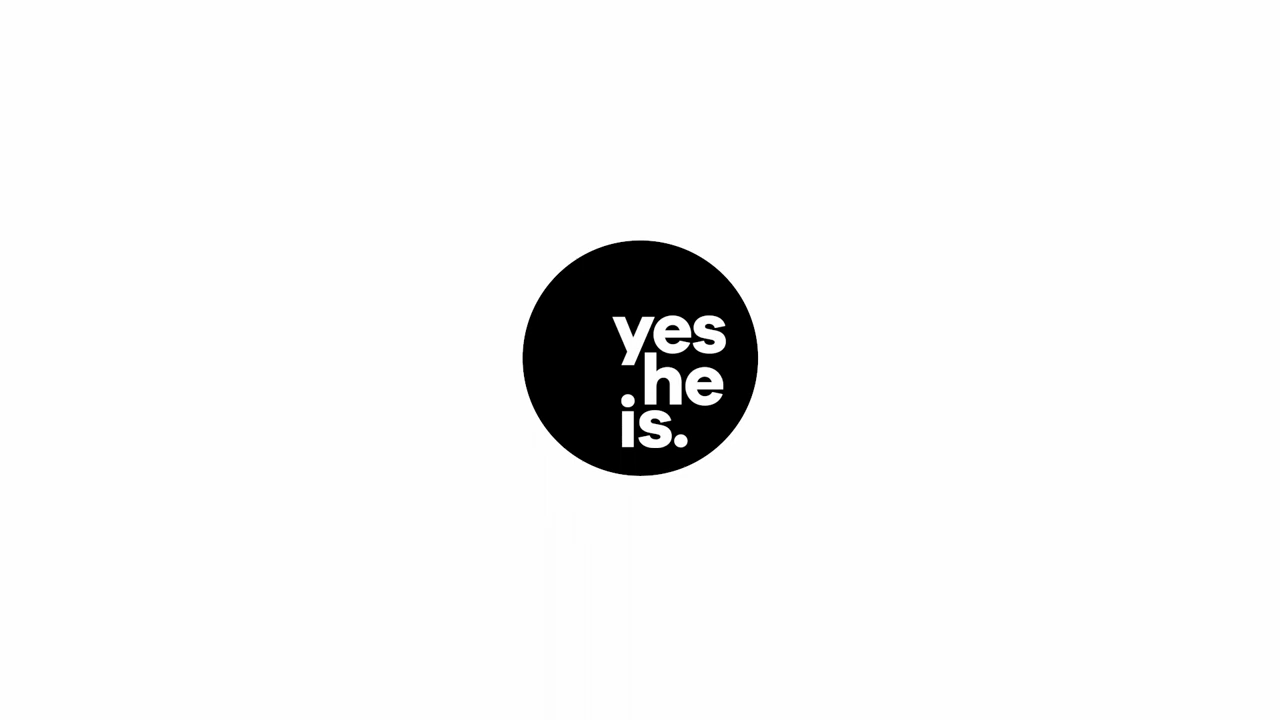 yes
he
is.